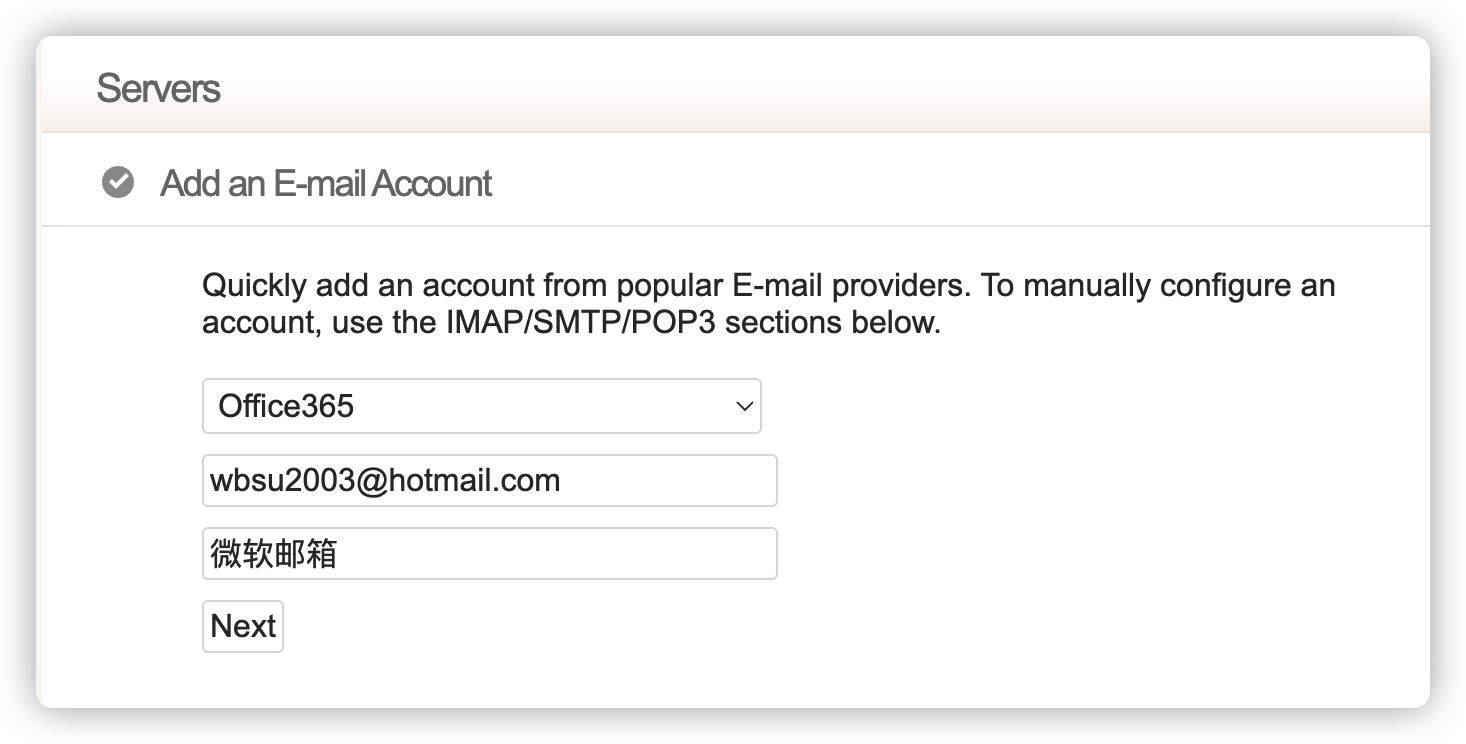 Servers
Add an E-mail Account
Quickly add an account from popular E-mail providers. To manually configure an
account, use the IMAP/SMTP/POP3 sections below.
Office365
wbsu2003@hotmail.com
微软邮箱
Next